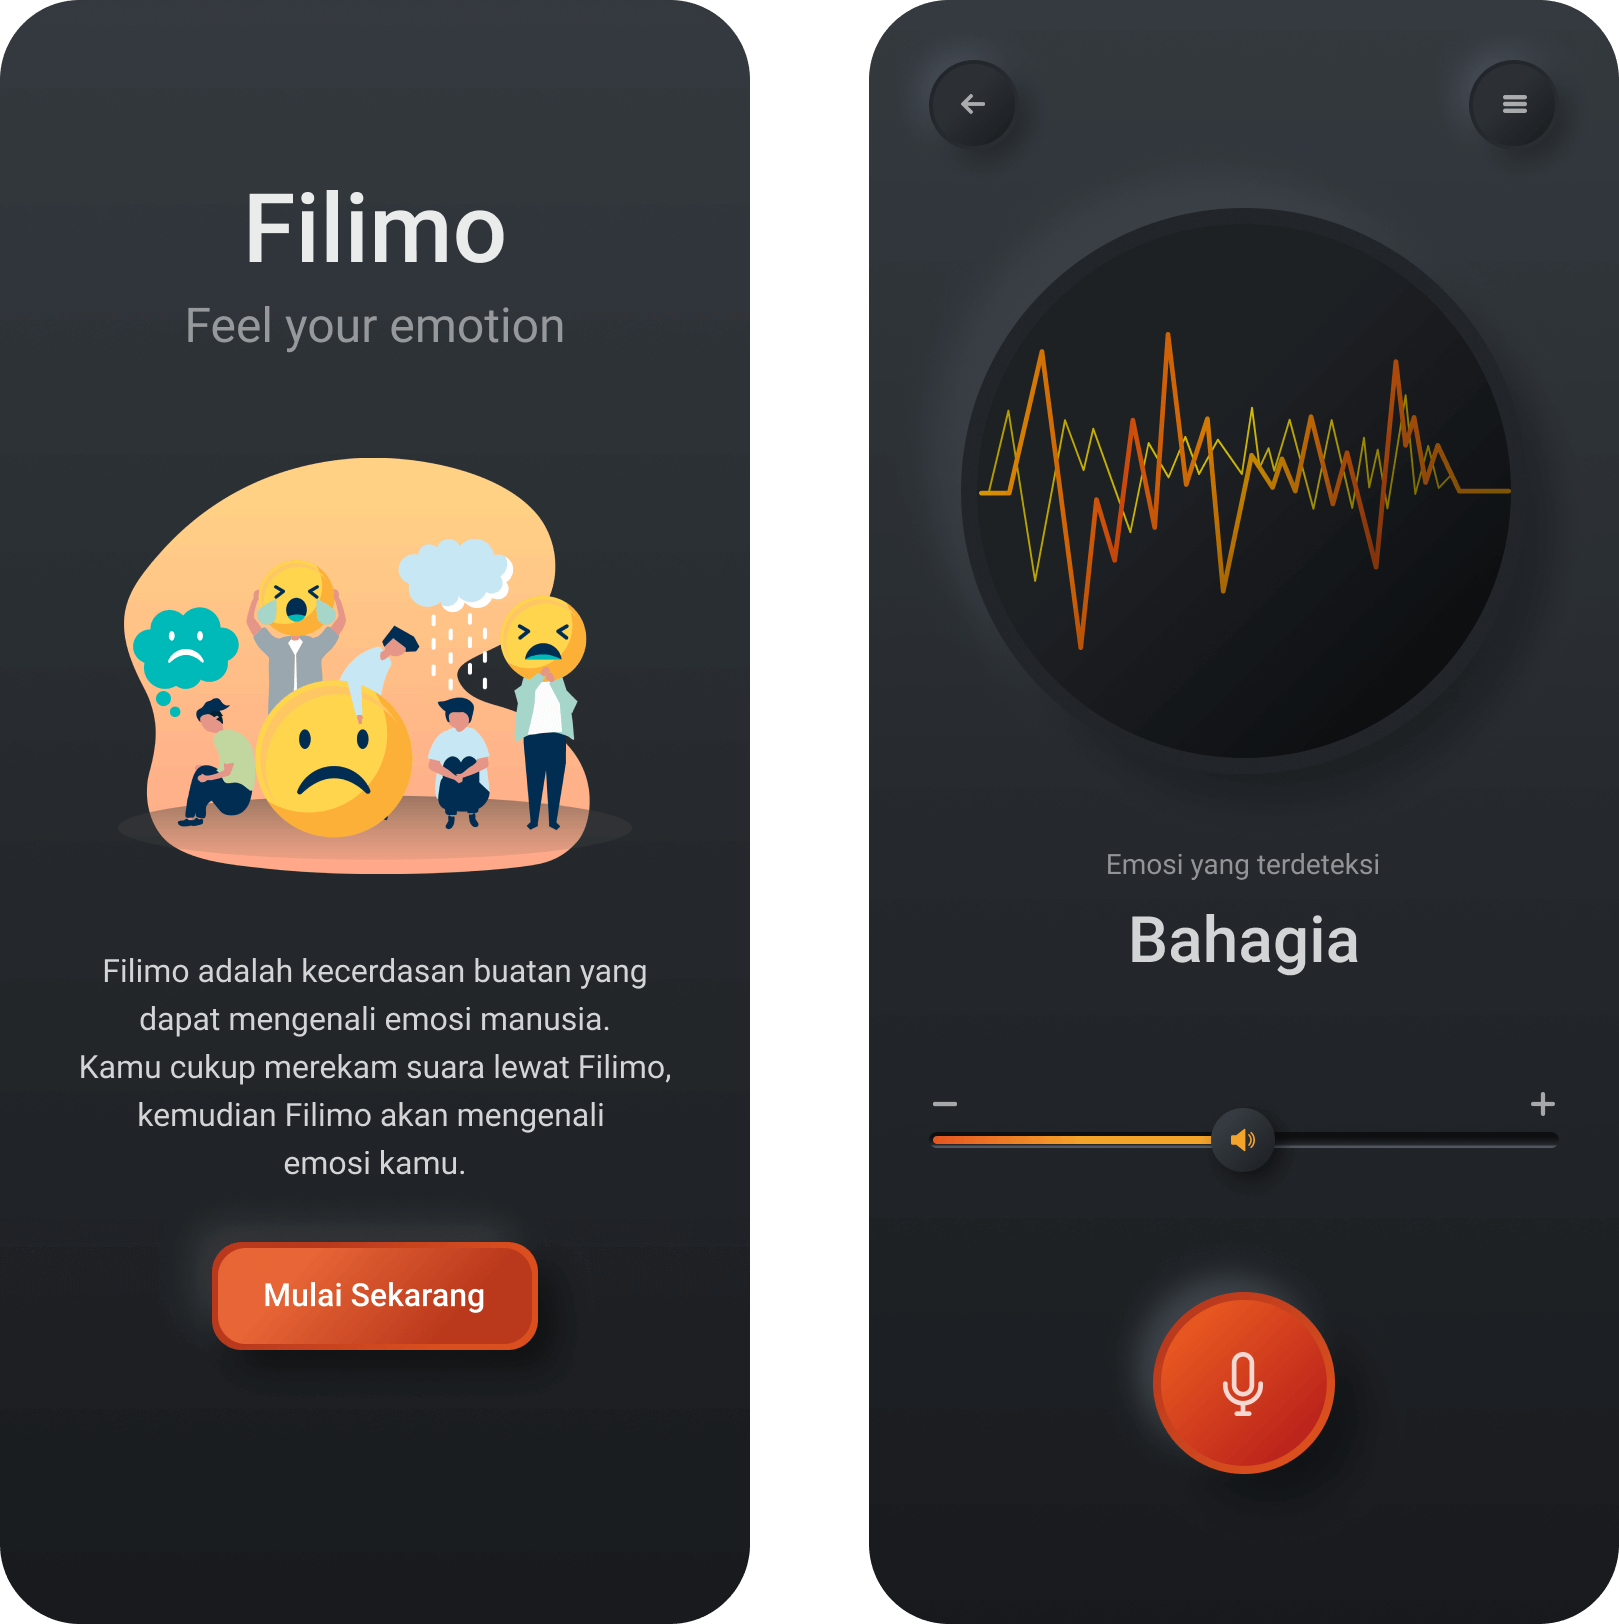 Filimo
Feel your emotion
Filimo adalah kecerdasan buatan yang
dapat mengenali emosi manusia.
Kamu cukup merekam suara lewat Filimo,
kemudian Filimo akan mengenali
emosi kamu.
Mulai Sekarang
Emosi yang terdeteksi
Bahagia